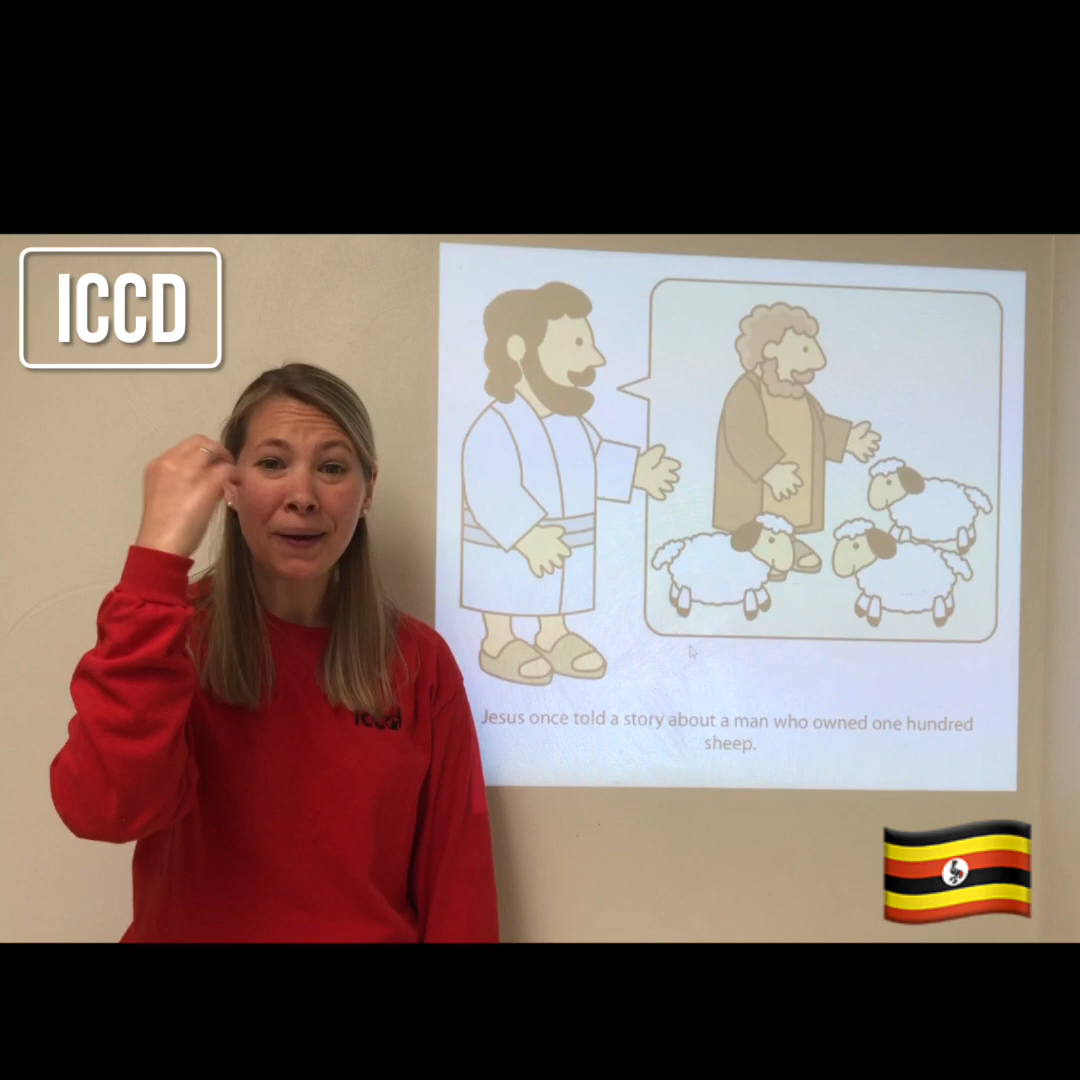 ICCD
iccd
Jesus once told a story about a man who owned one hundred
sheep.